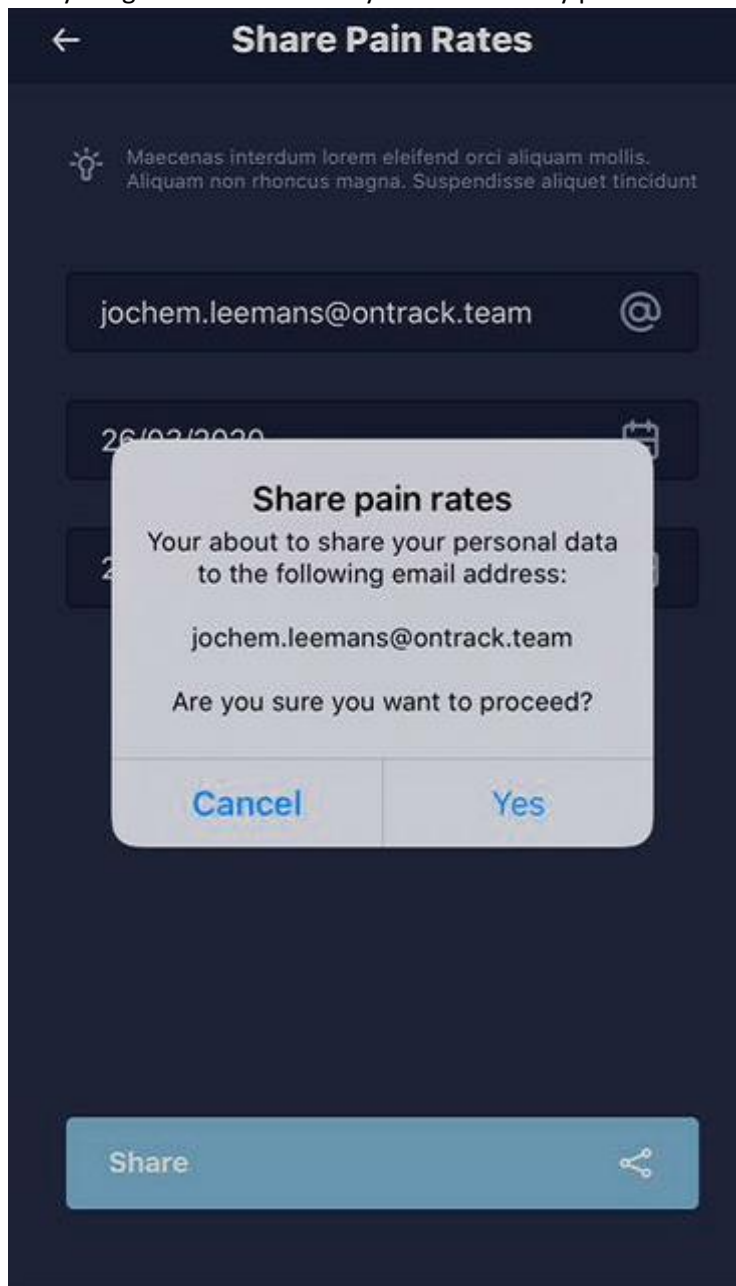 Share Pain Rates
Maecenas interdum lorem eleifend orci aliquam mollis.
Aliquam non rhoncus magna. Suspendisse aliquet tincidunt
jochem.leemans@ontrack.team
Share pain rates
Your about to share your personal data
to the following email address:
jochem.leemans@ontrack.team
Are you sure you want to proceed?
Cancel Yes
Share